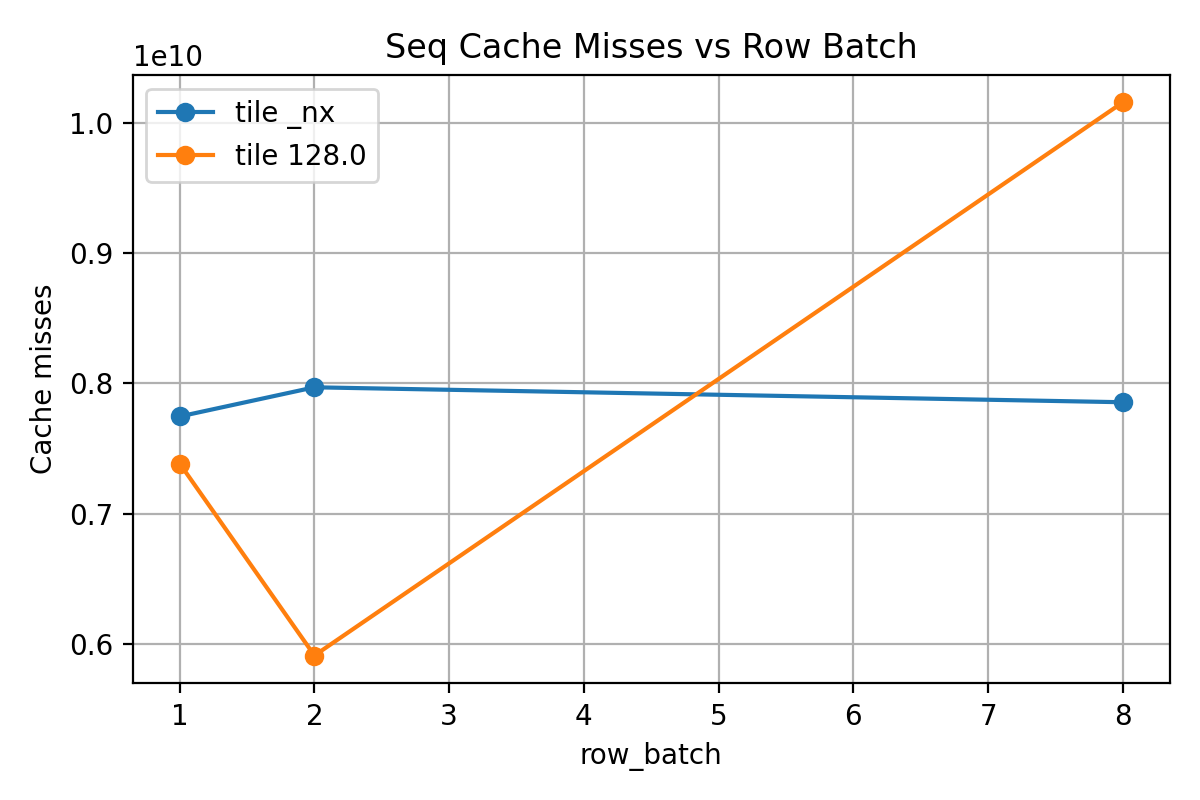 Seq Cache Misses vs Row Batch
1e10
tile _nx
tile 128.0
1.0
0.9
0.8
0.7
0.6
Cache misses
1 2 3 4 5 6 7 8
row_batch